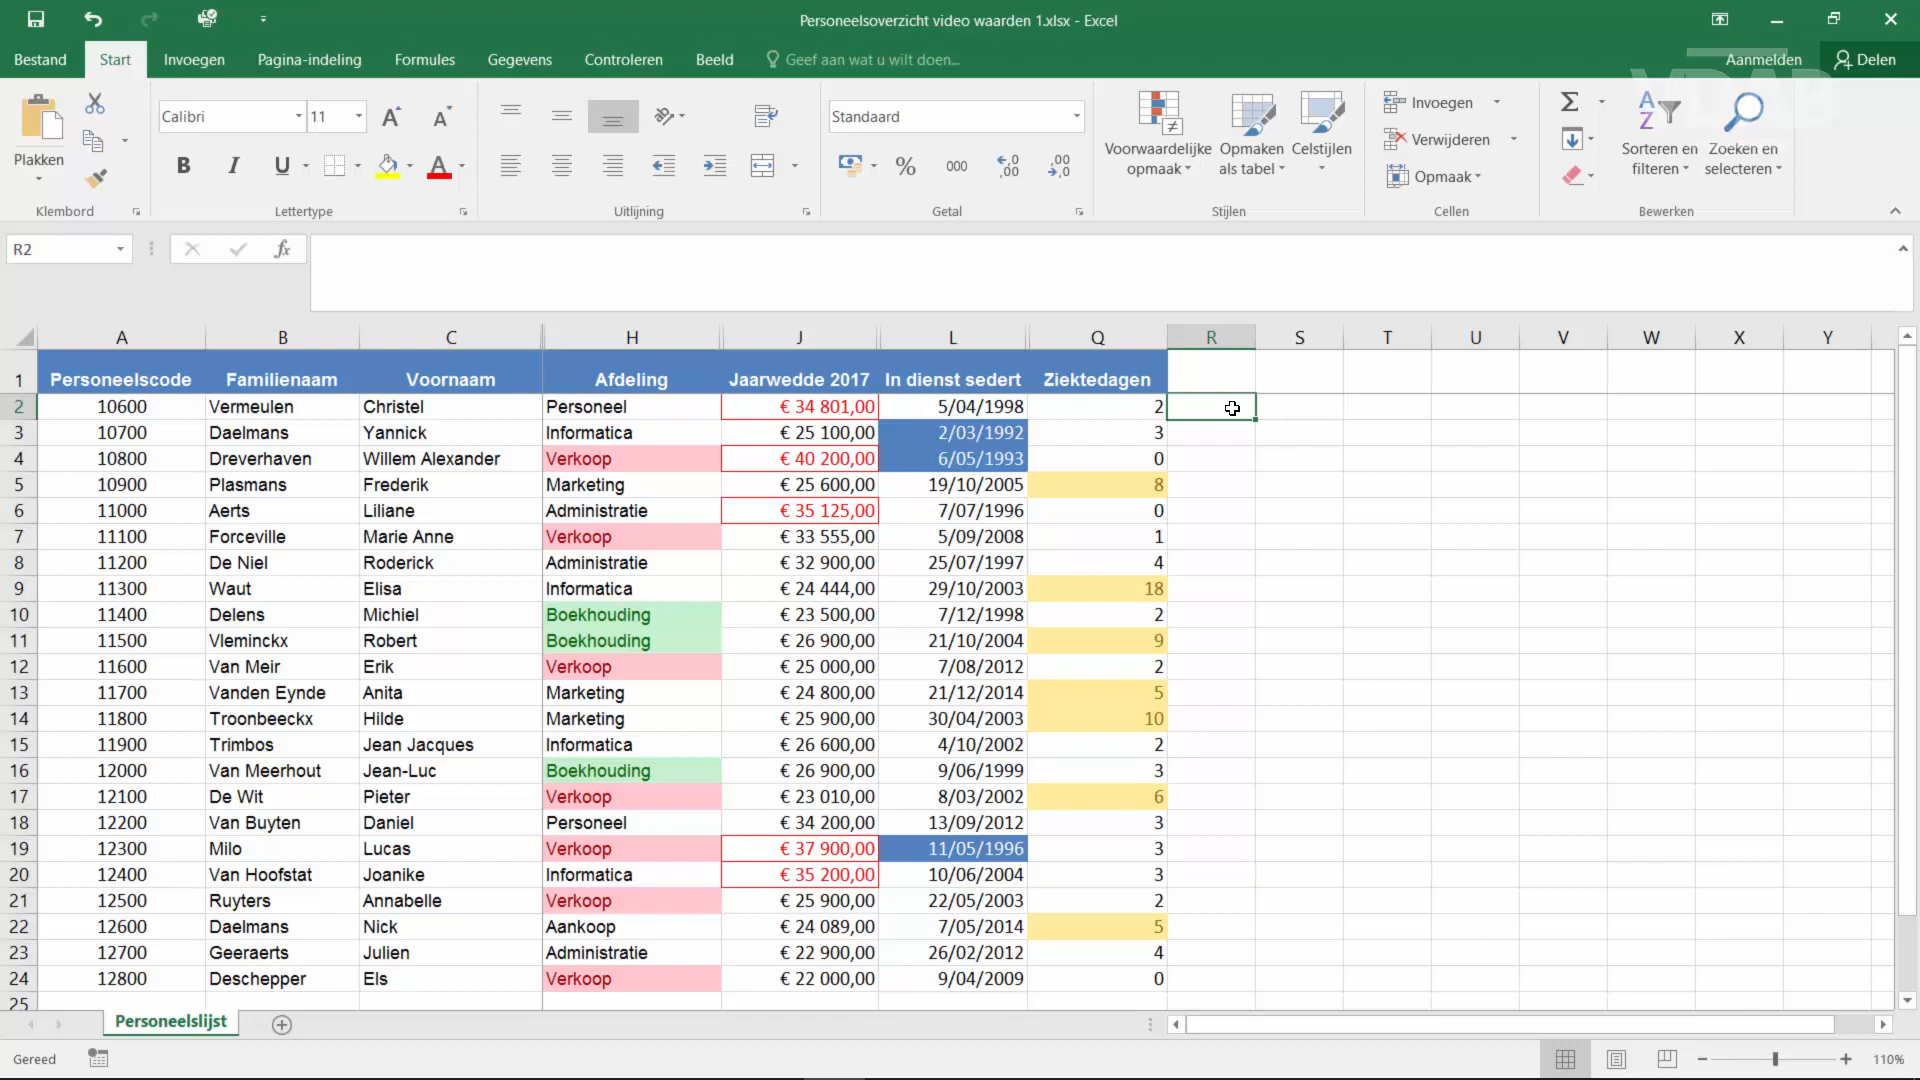 Personeelsoverzicht video waarden 1.xlsx - Excel
Bestand Start Invoegen Pagina-indeling Formules Gegevens Controleren Beeld Geef aan wat u wilt doen... Aanmelden Delen
VDAB
Plakken
Klembord
Calibri 11
B I U A
Lettertype
Uitlijning
Standaard
% 000 ,0 ,00
Getal
Voorwaardelijke opmaak
Opmaken als tabel
Celstijlen
Stijlen
Invoegen
Verwijderen
Opmaak
Cellen
Sorteren en filteren
Zoeken en selecteren
Bewerken
R2 fx
A B C H J L Q R S T U V W X Y
1 Personeelscode Familienaam Voornaam Afdeling Jaarwedde 2017 In dienst sedert Ziektedagen
2 10600 Vermeulen Christel Personeel € 34 801,00 5/04/1998 2
3 10700 Daelmans Yannick Informatica € 25 100,00 2/03/1992 3
4 10800 Dreverhaven Willem Alexander Verkoop € 40 200,00 6/05/1993 0
5 10900 Plasmans Frederik Marketing € 25 600,00 19/10/2005 8
6 11000 Aerts Liliane Administratie € 35 125,00 7/07/1996 0
7 11100 Forceville Marie Anne Verkoop € 33 555,00 5/09/2008 1
8 11200 De Niel Roderick Administratie € 32 900,00 25/07/1997 4
9 11300 Waut Elisa Informatica € 24 444,00 29/10/2003 18
10 11400 Delens Michiel Boekhouding € 23 500,00 7/12/1998 2
11 11500 Vleminckx Robert Boekhouding € 26 900,00 21/10/2004 9
12 11600 Van Meir Erik Verkoop € 25 000,00 7/08/2012 2
13 11700 Vanden Eynde Anita Marketing € 24 800,00 21/12/2014 5
14 11800 Troonbeeckx Hilde Marketing € 25 900,00 30/04/2003 10
15 11900 Trimbos Jean Jacques Informatica € 26 600,00 4/10/2002 2
16 12000 Van Meerhout Jean-Luc Boekhouding € 26 900,00 9/06/1999 3
17 12100 De Wit Pieter Verkoop € 23 010,00 8/03/2002 6
18 12200 Van Buyten Daniel Personeel € 34 200,00 13/09/2012 3
19 12300 Milo Lucas Verkoop € 37 900,00 11/05/1996 3
20 12400 Van Hoofstat Joanike Informatica € 35 200,00 10/06/2004 3
21 12500 Ruyters Annabelle Verkoop € 25 900,00 22/05/2003 2
22 12600 Daelmans Nick Aankoop € 24 089,00 7/05/2014 5
23 12700 Geeraerts Julien Administratie € 22 900,00 26/02/2012 4
24 12800 Deschepper Els Verkoop € 22 000,00 9/04/2009 0
25
Personeelslijst
Gereed 110%